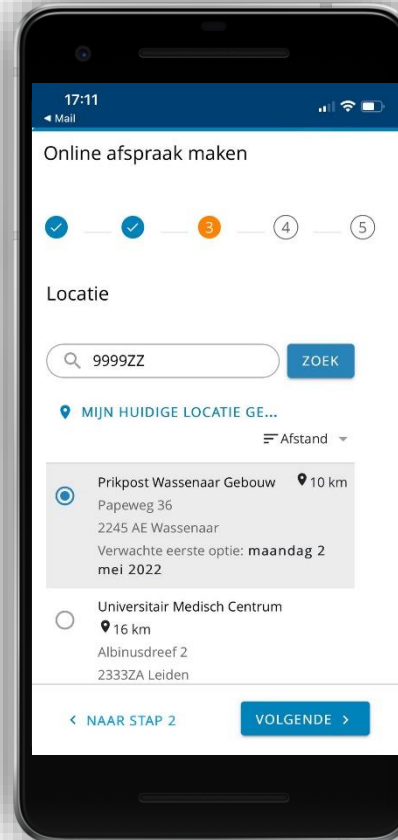 17:11
◀ Mail
Online afspraak maken
3
4
5
Locatie
9999ZZ
ZOEK
MIJN HUIDIGE LOCATIE GE...
Afstand
Prikpost Wassenaar Gebouw 10 km
Papeweg 36
2245 AE Wassenaar
Verwachte eerste optie: maandag 2
mei 2022
Universitair Medisch Centrum
16 km
Albinusdreef 2
2333ZA Leiden
< NAAR STAP 2
VOLGENDE >